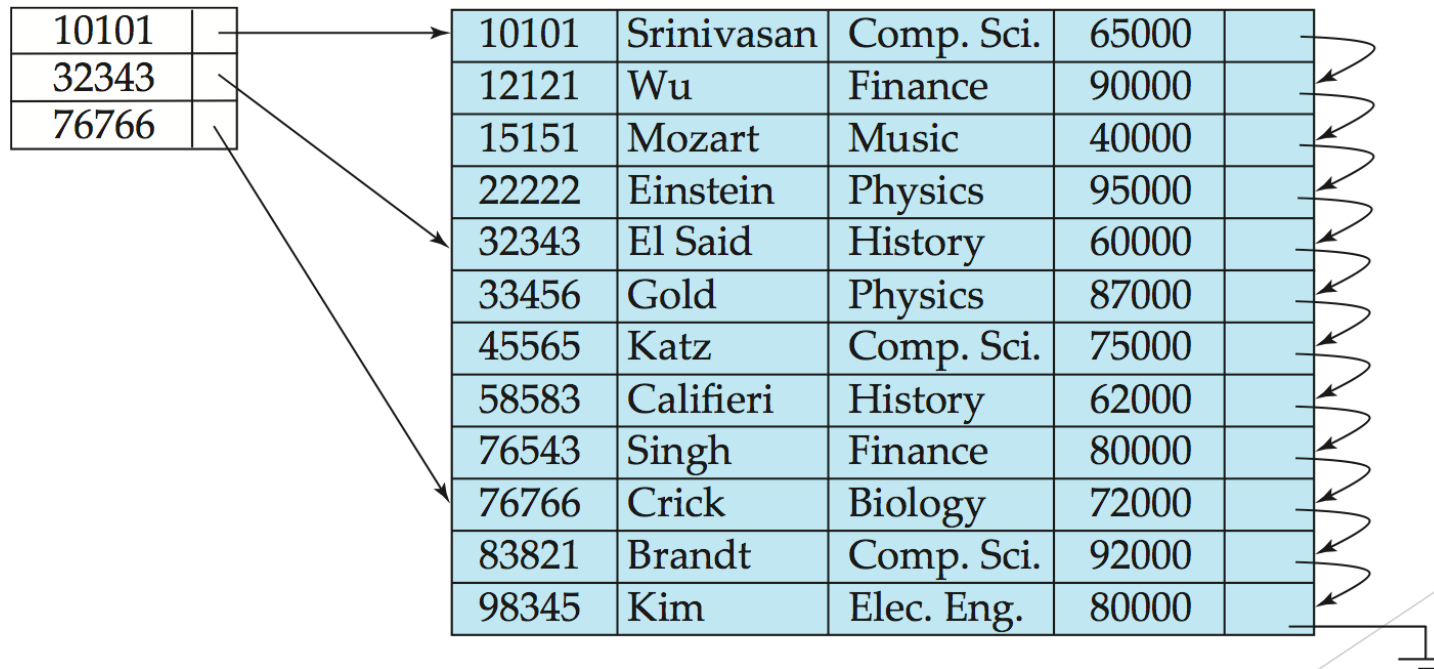 10101
32343
76766
10101 Srinivasan Comp. Sci. 65000
12121 Wu Finance 90000
15151 Mozart Music 40000
22222 Einstein Physics 95000
32343 El Said History 60000
33456 Gold Physics 87000
45565 Katz Comp. Sci. 75000
58583 Califieri History 62000
76543 Singh Finance 80000
76766 Crick Biology 72000
83821 Brandt Comp. Sci. 92000
98345 Kim Elec. Eng. 80000